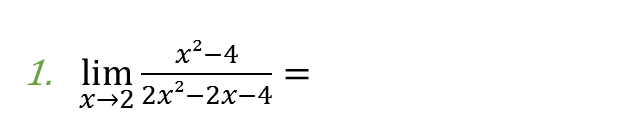 1. lim x→2 x²−4 / 2x²−2x−4 =